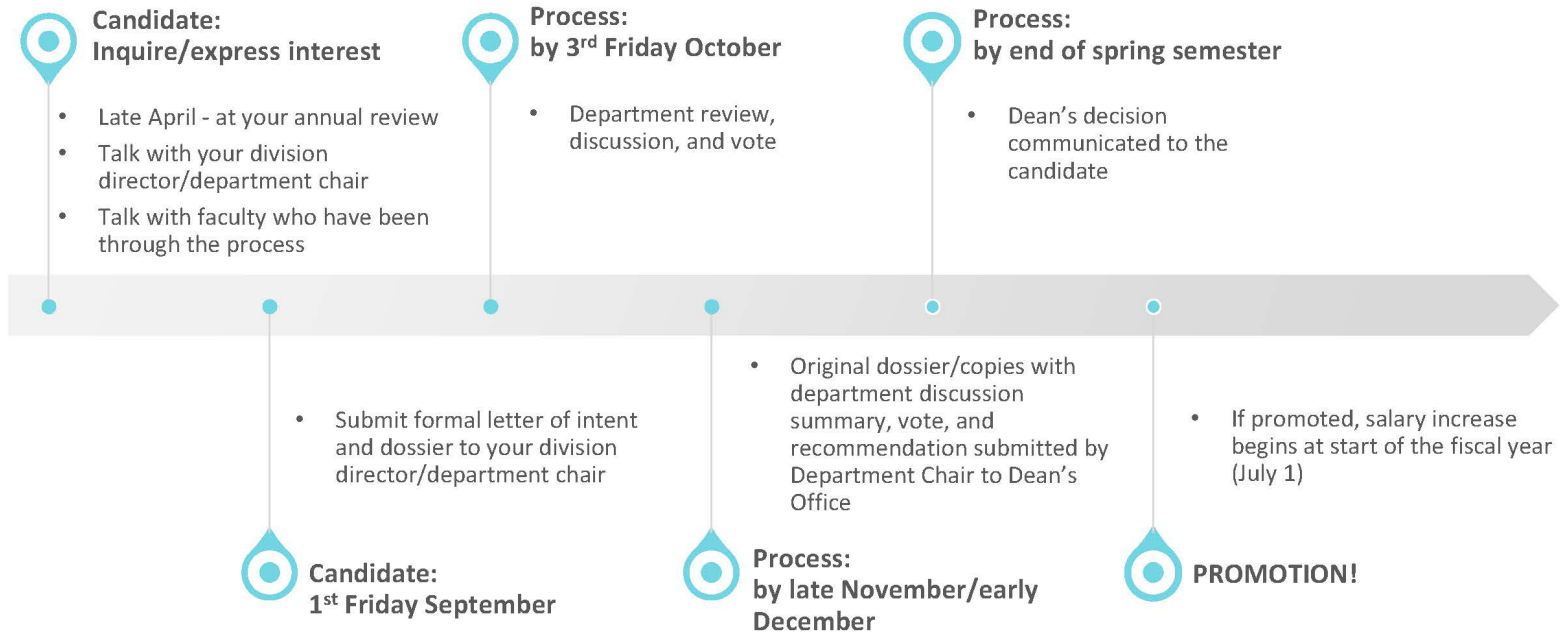 Candidate:
Inquire/express interest
• Late April - at your annual review
• Talk with your division
director/department chair
• Talk with faculty who have been
through the process
Process:
by 3rd Friday October
• Department review,
discussion, and vote
Process:
by end of spring semester
• Dean’s decision
communicated to the
candidate
• Submit formal letter of intent
and dossier to your division
director/department chair
Candidate:
1st Friday September
• Original dossier/copies with
department discussion
summary, vote, and
recommendation submitted by
Department Chair to Dean’s
Office
Process:
by late November/early
December
• If promoted, salary increase
begins at start of the fiscal year
(July 1)
PROMOTION!